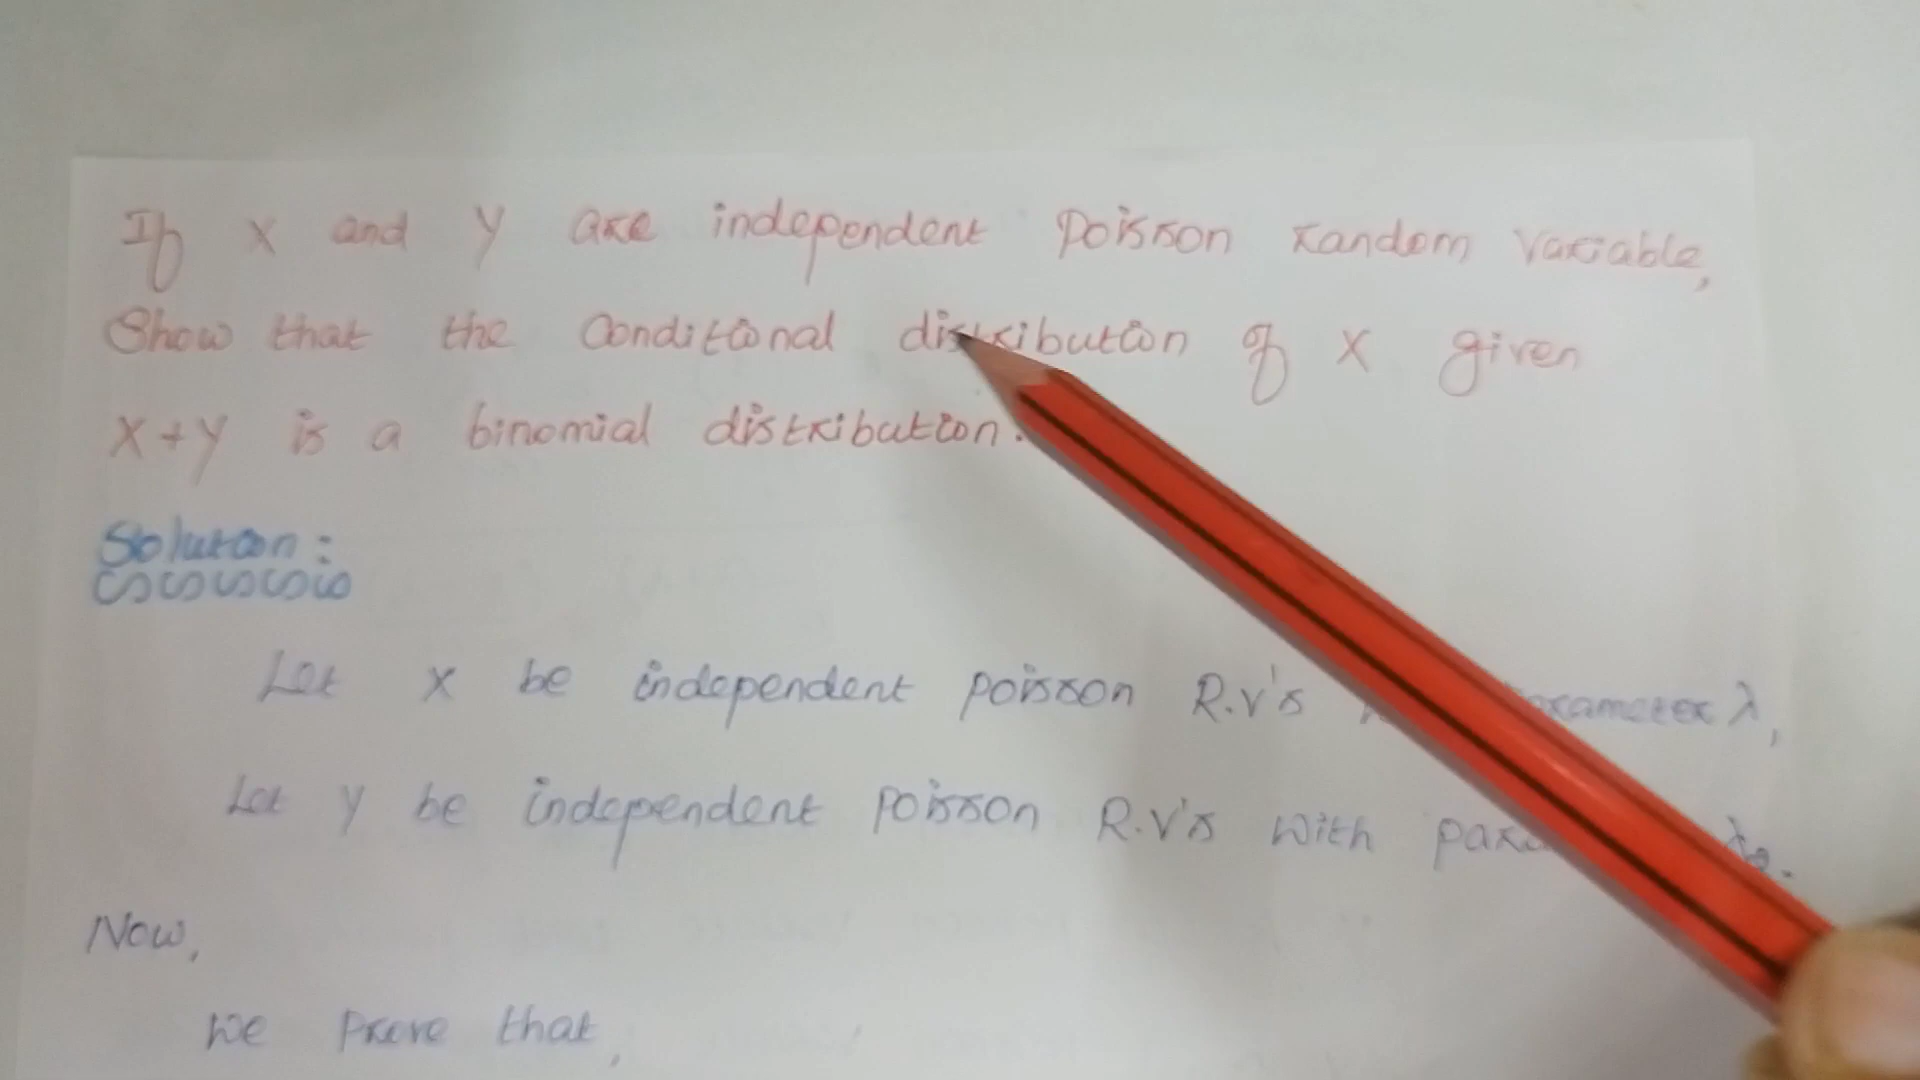 If X and Y are independent Poisson random variable,
Show that the Conditional distribution of X given
X+Y is a binomial distribution.
Solution:
Let X be independent poisson R.V's λ,
Let Y be independent poisson R.V's with λ2.
Now,
We Prove that,